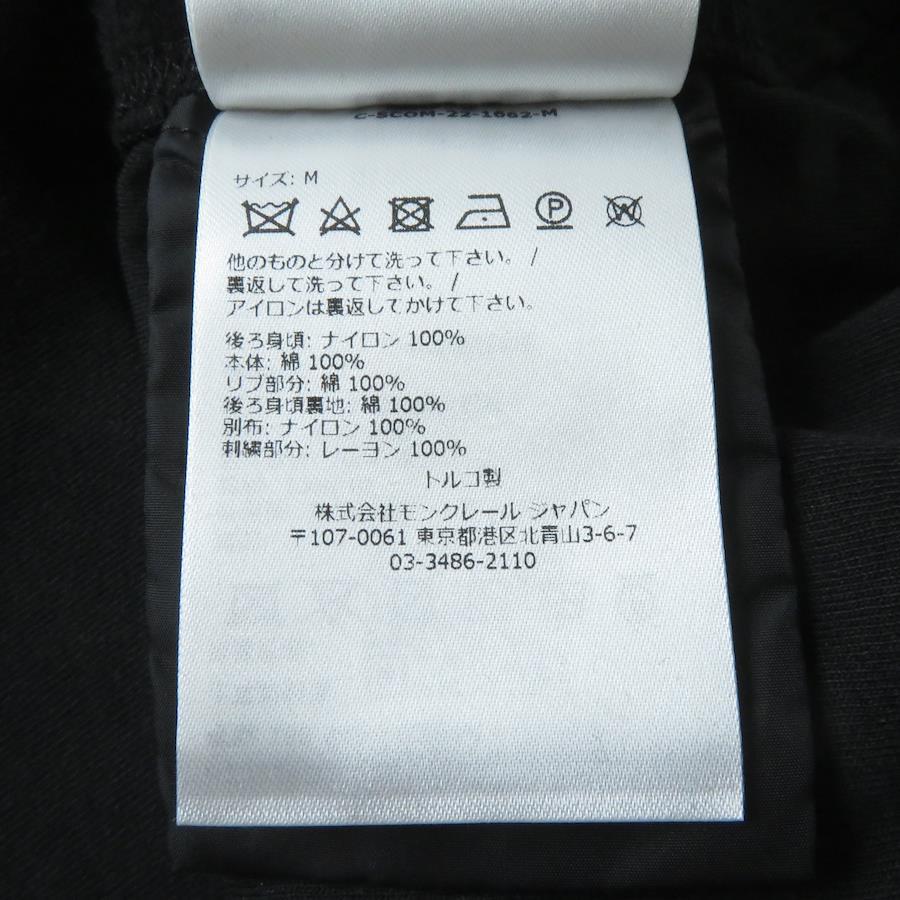 C-SCOM-22-1662-M
サイズ: M
他のものと分けて洗って下さい。 /
裏返して洗って下さい。 /
アイロンは裏返してかけて下さい。
後ろ身頃: ナイロン 100%
本体: 綿 100%
リブ部分: 綿 100%
後ろ身頃裏地: 綿 100%
別布: ナイロン 100%
刺繍部分: レーヨン 100%
トルコ製
株式会社モンクレール ジャパン
〒107-0061 東京都港区北青山3-6-7
03-3486-2110